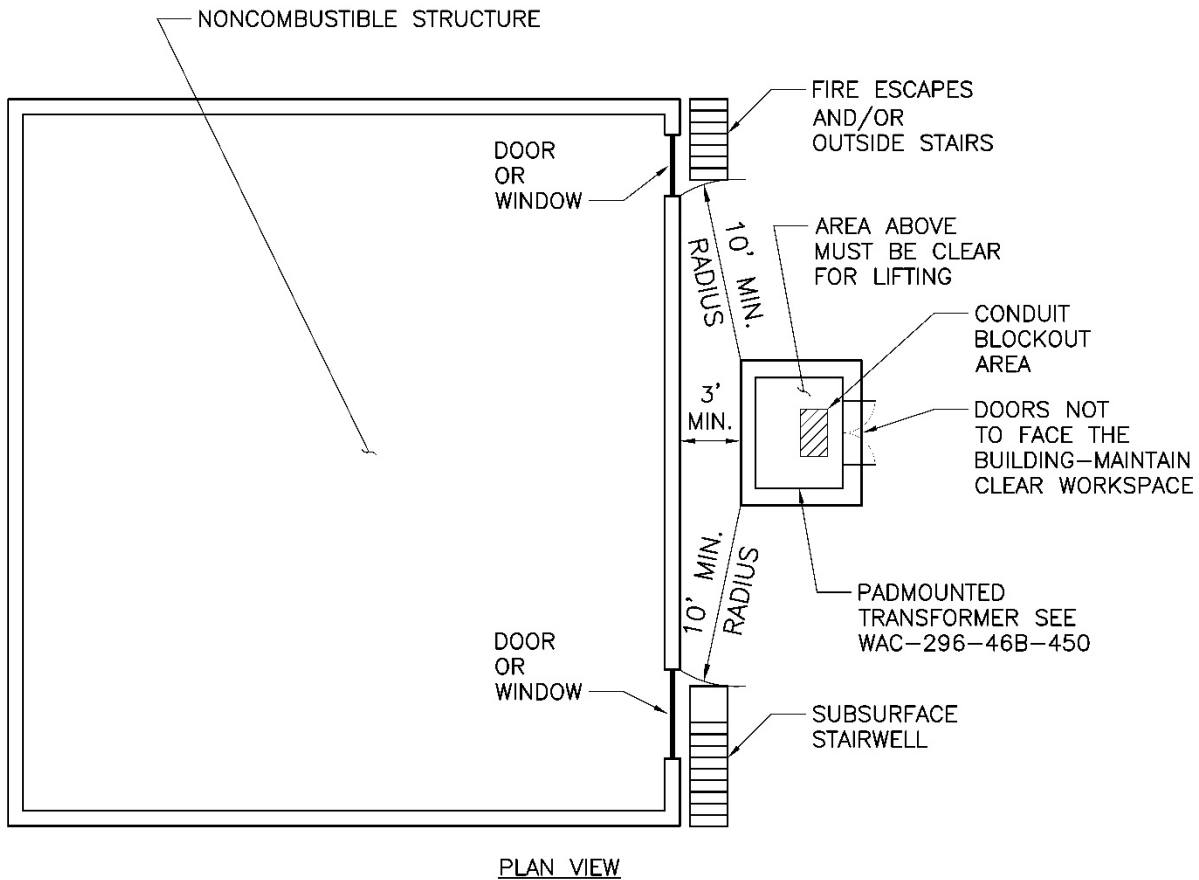 NONCOMBUSTIBLE STRUCTURE
FIRE ESCAPES
AND/OR
OUTSIDE STAIRS
DOOR
OR
WINDOW
10' MIN.
RADIUS
AREA ABOVE
MUST BE CLEAR
FOR LIFTING
CONDUIT
BLOCKOUT
AREA
3'
MIN.
DOORS NOT
TO FACE THE
BUILDING–MAINTAIN
CLEAR WORKSPACE
10' MIN.
RADIUS
PADMOUNTED
TRANSFORMER SEE
WAC–296–46B–450
DOOR
OR
WINDOW
SUBSURFACE
STAIRWELL
PLAN VIEW